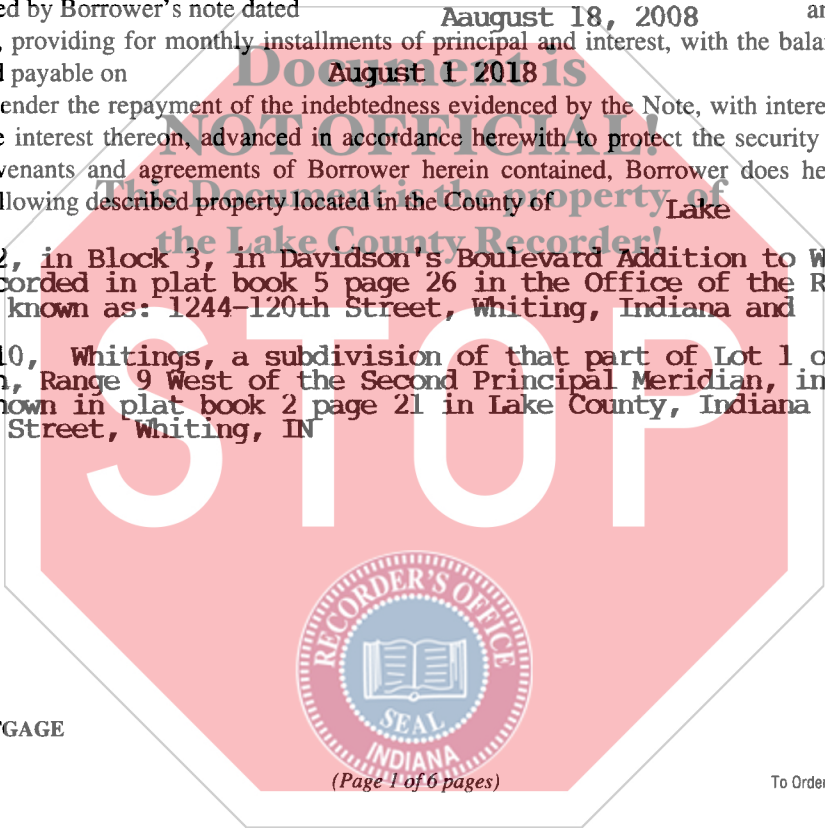 ed by Borrower's note dated Aaugust 18, 2008 an
, providing for monthly installments of principal and interest, with the balan
Document is
payable on August 1 2018
ender the repayment of the indebtedness evidenced by the Note, with intere
NOT OFFICIAL!
e interest thereon, advanced in accordance herewith to protect the security
venants and agreements of Borrower herein contained, Borrower does he
This Document is the property of
llowing described property located in the County of Lake
the Lake County Recorder!
2, in Block 3, in Davidson's Boulevard Addition to W
corded in plat book 5 page 26 in the Office of the R
known as: 1244-120th Street, Whiting, Indiana and
10, Whitings, a subdivision of that part of Lot 1 o
, Range 9 West of the Second Principal Meridian, in
own in plat book 2 page 21 in Lake County, Indiana
Street, Whiting, IN
STOP
RECORDER'S OFFICE
SEAL
INDIANA
TGAGE
(Page 1 of 6 pages)
To Order